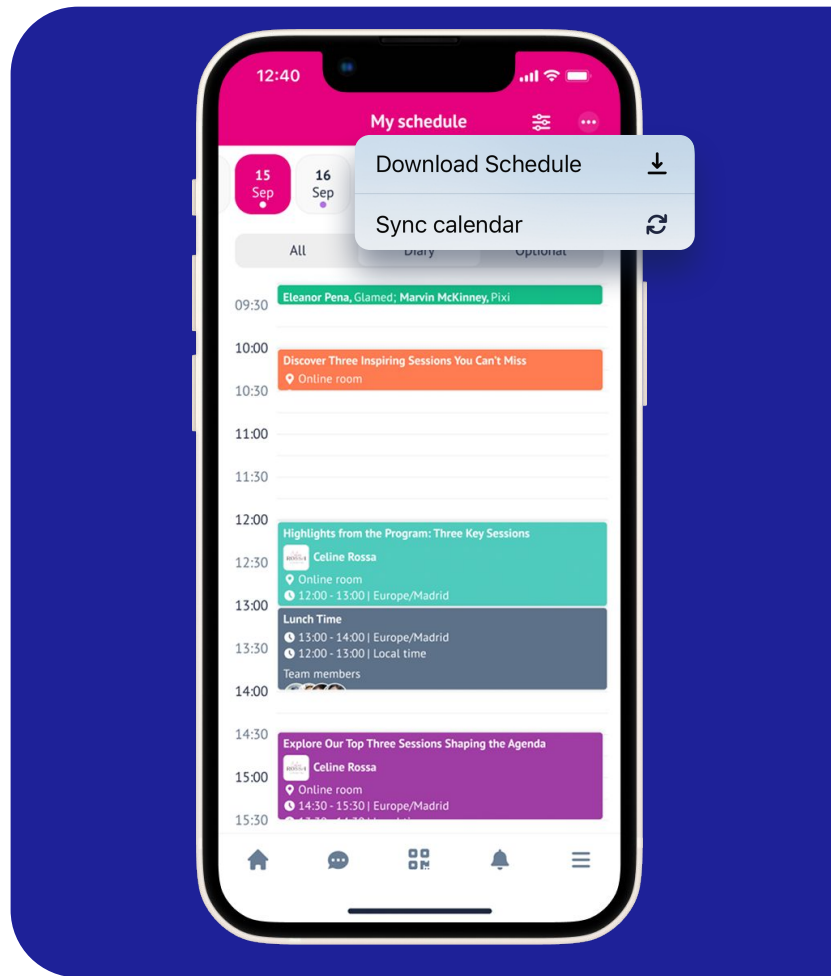 12:40
My schedule
Download Schedule
Sync calendar
15
Sep
16
Sep
All
Diary
Optional
09:30
Eleanor Pena, Glamed; Marvin McKinney, Pixi
10:00
Discover Three Inspiring Sessions You Can't Miss
Online room
10:30
11:00
11:30
12:00
Highlights from the Program: Three Key Sessions
12:30
Celine Rossa
Online room
12:00 - 13:00 | Europe/Madrid
13:00
Lunch Time
13:00 - 14:00 | Europe/Madrid
13:30
12:00 - 13:00 | Local time
Team members
14:00
14:30
Explore Our Top Three Sessions Shaping the Agenda
Celine Rossa
15:00
Online room
14:30 - 15:30 | Europe/Madrid
15:30